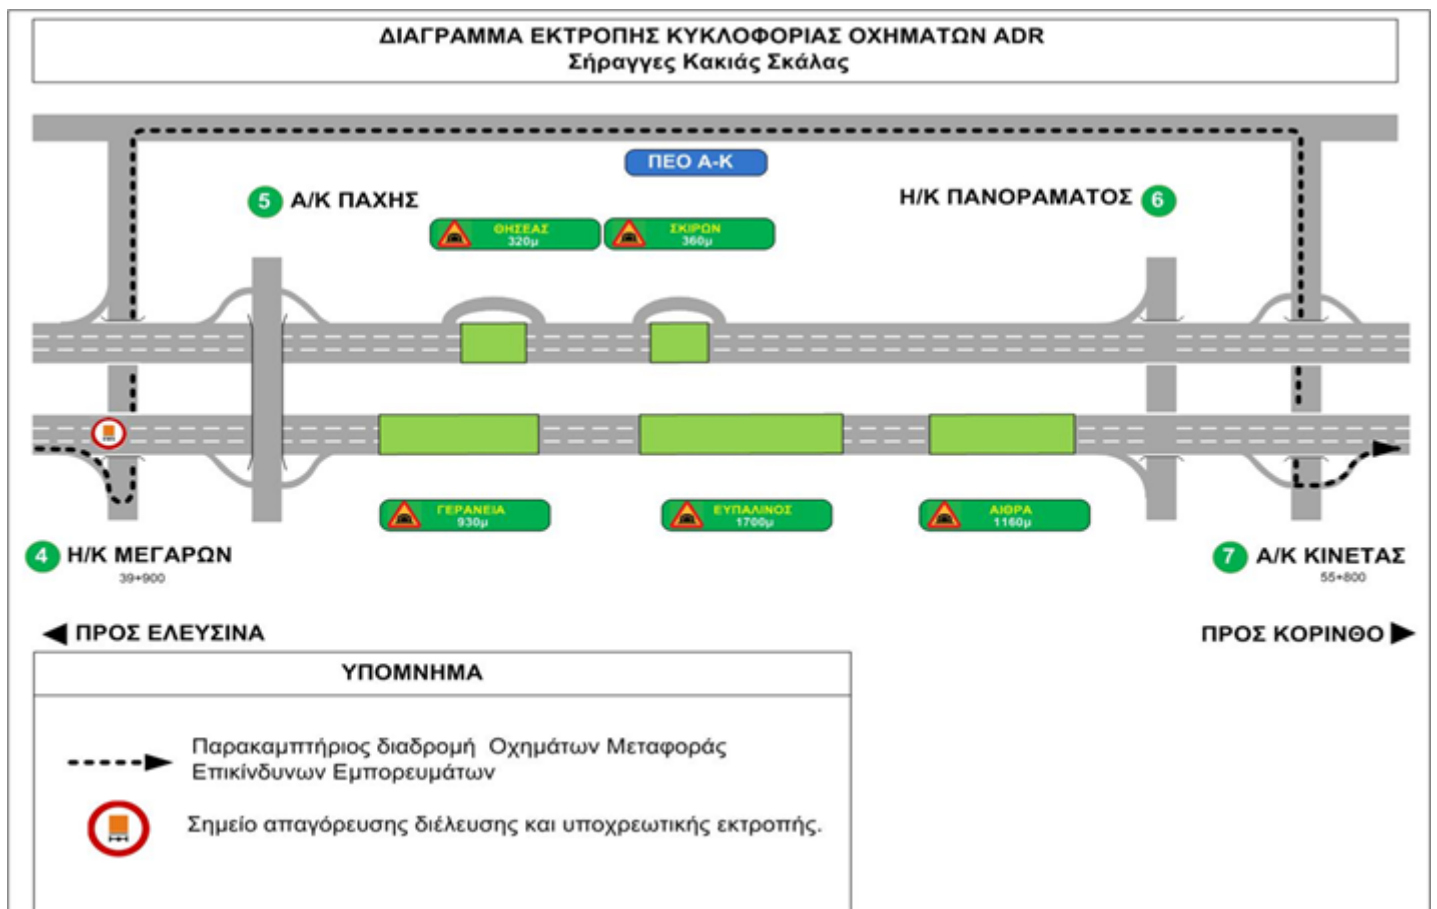 ΔΙΑΓΡΑΜΜΑ ΕΚΤΡΟΠΗΣ ΚΥΚΛΟΦΟΡΙΑΣ ΟΧΗΜΑΤΩΝ ADR
Σήραγγες Κακιάς Σκάλας
ΠΕΟ Α-Κ
5 Α/Κ ΠΑΧΗΣ
Η/Κ ΠΑΝΟΡΑΜΑΤΟΣ 6
ΘΗΣΕΑΣ
320μ
ΣΚΙΡΩΝ
360μ
ΓΕΡΑΝΕΙΑ
930μ
ΕΥΠΑΛΙΝΟΣ
1700μ
ΑΙΘΡΑ
1160μ
4 Η/Κ ΜΕΓΑΡΩΝ
39+900
7 Α/Κ ΚΙΝΕΤΑΣ
55+800
ΠΡΟΣ ΕΛΕΥΣΙΝΑ
ΠΡΟΣ ΚΟΡΙΝΘΟ
ΥΠΟΜΝΗΜΑ
Παρακαμπτήριος διαδρομή Οχημάτων Μεταφοράς
Επικίνδυνων Εμπορευμάτων
Σημείο απαγόρευσης διέλευσης και υποχρεωτικής εκτροπής.